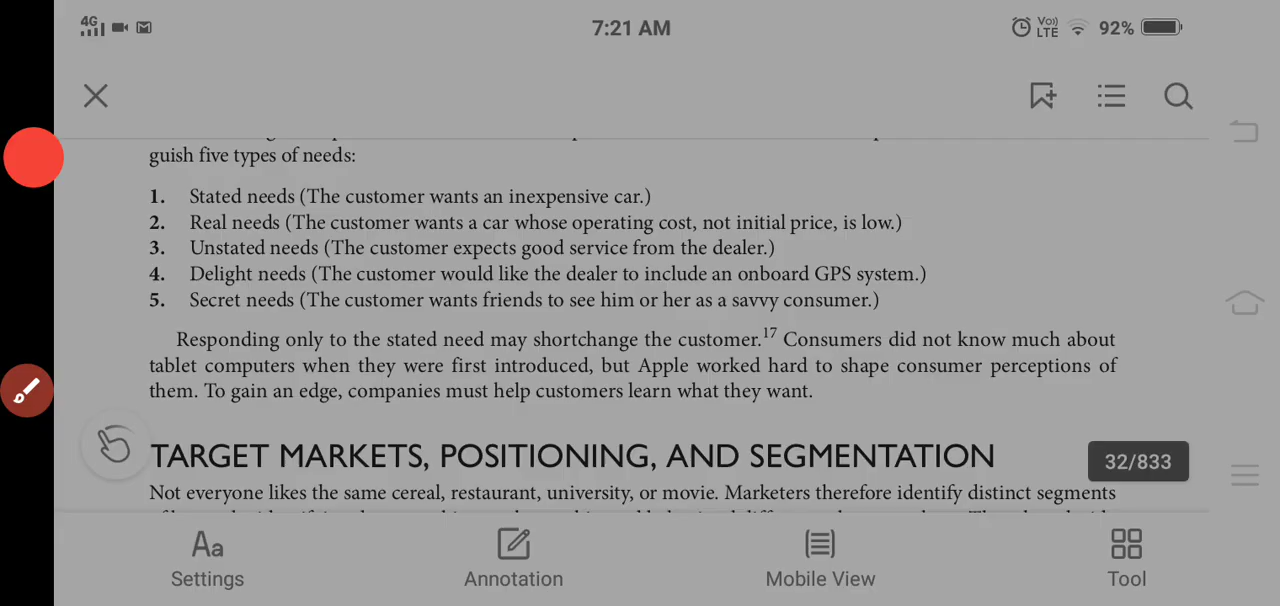 4G 7:21 AM Vo) LTE 92%
guish five types of needs:
1. Stated needs (The customer wants an inexpensive car.)
2. Real needs (The customer wants a car whose operating cost, not initial price, is low.)
3. Unstated needs (The customer expects good service from the dealer.)
4. Delight needs (The customer would like the dealer to include an onboard GPS system.)
5. Secret needs (The customer wants friends to see him or her as a savvy consumer.)
Responding only to the stated need may shortchange the customer.17 Consumers did not know much about
tablet computers when they were first introduced, but Apple worked hard to shape consumer perceptions of
them. To gain an edge, companies must help customers learn what they want.
TARGET MARKETS, POSITIONING, AND SEGMENTATION
32/833
Not everyone likes the same cereal, restaurant, university, or movie. Marketers therefore identify distinct segments
Aa
Settings Annotation Mobile View Tool